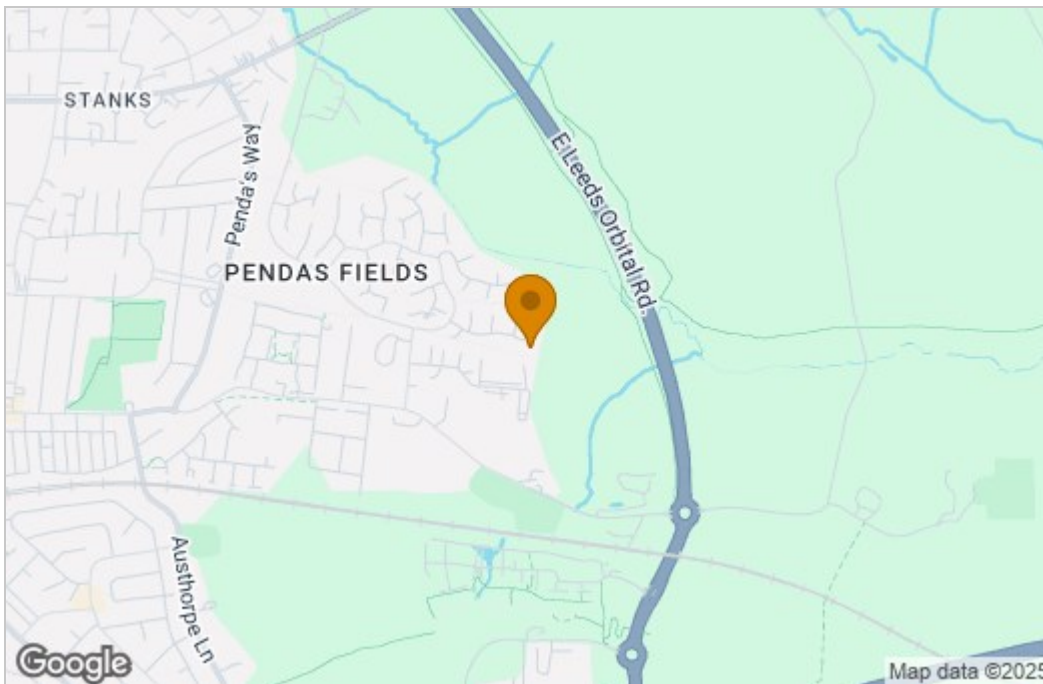 STANKS
Penda's Way
E Leeds Orbital Rd.
PENDAS FIELDS
Austhorpe Ln
Google
Map data ©2025